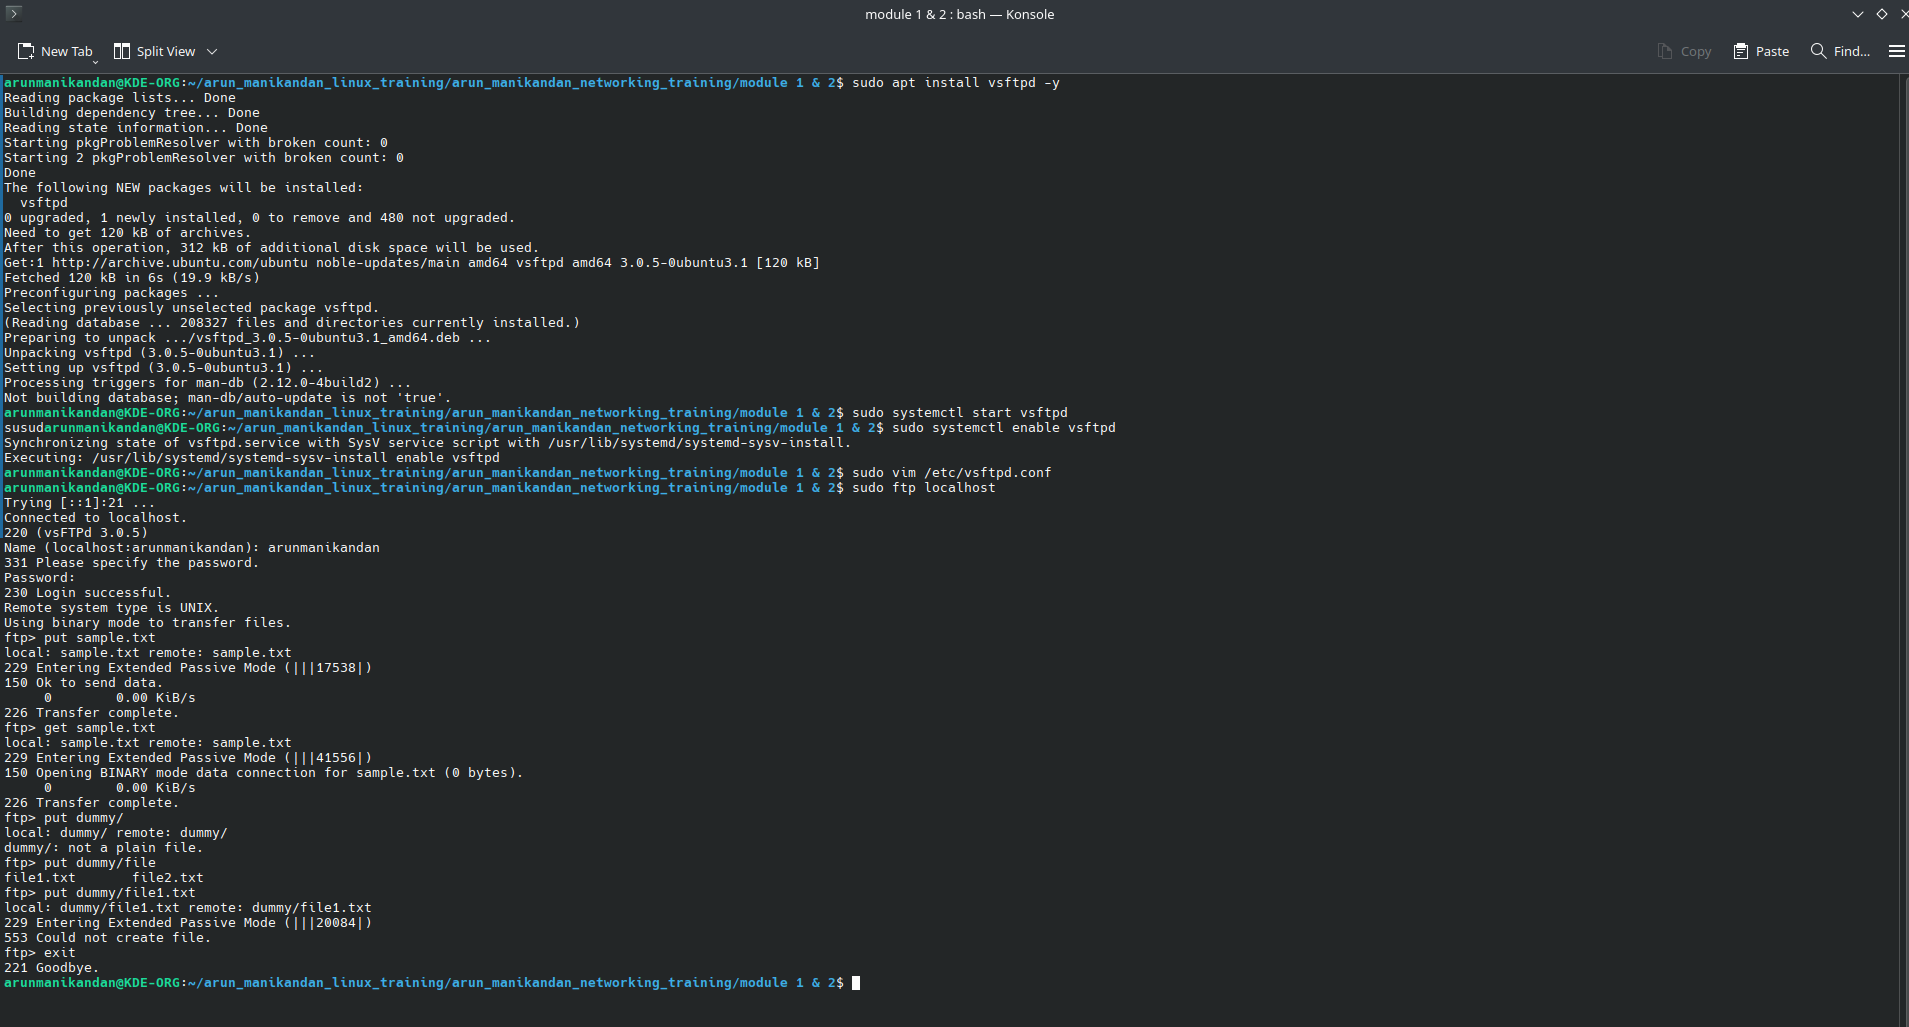 module 1 & 2 : bash — Konsole
New Tab
Split View
Copy
Paste
Find...
arunmanikandan@KDE-ORG:~/arun_manikandan_linux_training/arun_manikandan_networking_training/module 1 & 2$ sudo apt install vsftpd -y
Reading package lists... Done
Building dependency tree... Done
Reading state information... Done
Starting pkgProblemResolver with broken count: 0
Starting 2 pkgProblemResolver with broken count: 0
Done
The following NEW packages will be installed:
  vsftpd
0 upgraded, 1 newly installed, 0 to remove and 480 not upgraded.
Need to get 120 kB of archives.
After this operation, 312 kB of additional disk space will be used.
Get:1 http://archive.ubuntu.com/ubuntu noble-updates/main amd64 vsftpd amd64 3.0.5-0ubuntu3.1 [120 kB]
Fetched 120 kB in 6s (19.9 kB/s)
Preconfiguring packages ...
Selecting previously unselected package vsftpd.
(Reading database ... 208327 files and directories currently installed.)
Preparing to unpack .../vsftpd_3.0.5-0ubuntu3.1_amd64.deb ...
Unpacking vsftpd (3.0.5-0ubuntu3.1) ...
Setting up vsftpd (3.0.5-0ubuntu3.1) ...
Processing triggers for man-db (2.12.0-4build2) ...
Not building database; man-db/auto-update is not 'true'.
arunmanikandan@KDE-ORG:~/arun_manikandan_linux_training/arun_manikandan_networking_training/module 1 & 2$ sudo systemctl start vsftpd
susudarunmanikandan@KDE-ORG:~/arun_manikandan_linux_training/arun_manikandan_networking_training/module 1 & 2$ sudo systemctl enable vsftpd
Synchronizing state of vsftpd.service with SysV service script with /usr/lib/systemd/systemd-sysv-install.
Executing: /usr/lib/systemd/systemd-sysv-install enable vsftpd
arunmanikandan@KDE-ORG:~/arun_manikandan_linux_training/arun_manikandan_networking_training/module 1 & 2$ sudo vim /etc/vsftpd.conf
arunmanikandan@KDE-ORG:~/arun_manikandan_linux_training/arun_manikandan_networking_training/module 1 & 2$ sudo ftp localhost
Trying [::1]:21 ...
Connected to localhost.
220 (vsFTPd 3.0.5)
Name (localhost:arunmanikandan): arunmanikandan
331 Please specify the password.
Password:
230 Login successful.
Remote system type is UNIX.
Using binary mode to transfer files.
ftp> put sample.txt
local: sample.txt remote: sample.txt
229 Entering Extended Passive Mode (|||17538|)
150 Ok to send data.
     0        0.00 KiB/s
226 Transfer complete.
ftp> get sample.txt
local: sample.txt remote: sample.txt
229 Entering Extended Passive Mode (|||41556|)
150 Opening BINARY mode data connection for sample.txt (0 bytes).
     0        0.00 KiB/s
226 Transfer complete.
ftp> put dummy/
local: dummy/ remote: dummy/
dummy/: not a plain file.
ftp> put dummy/file
file1.txt       file2.txt
ftp> put dummy/file1.txt
local: dummy/file1.txt remote: dummy/file1.txt
229 Entering Extended Passive Mode (|||20084|)
553 Could not create file.
ftp> exit
221 Goodbye.
arunmanikandan@KDE-ORG:~/arun_manikandan_linux_training/arun_manikandan_networking_training/module 1 & 2$